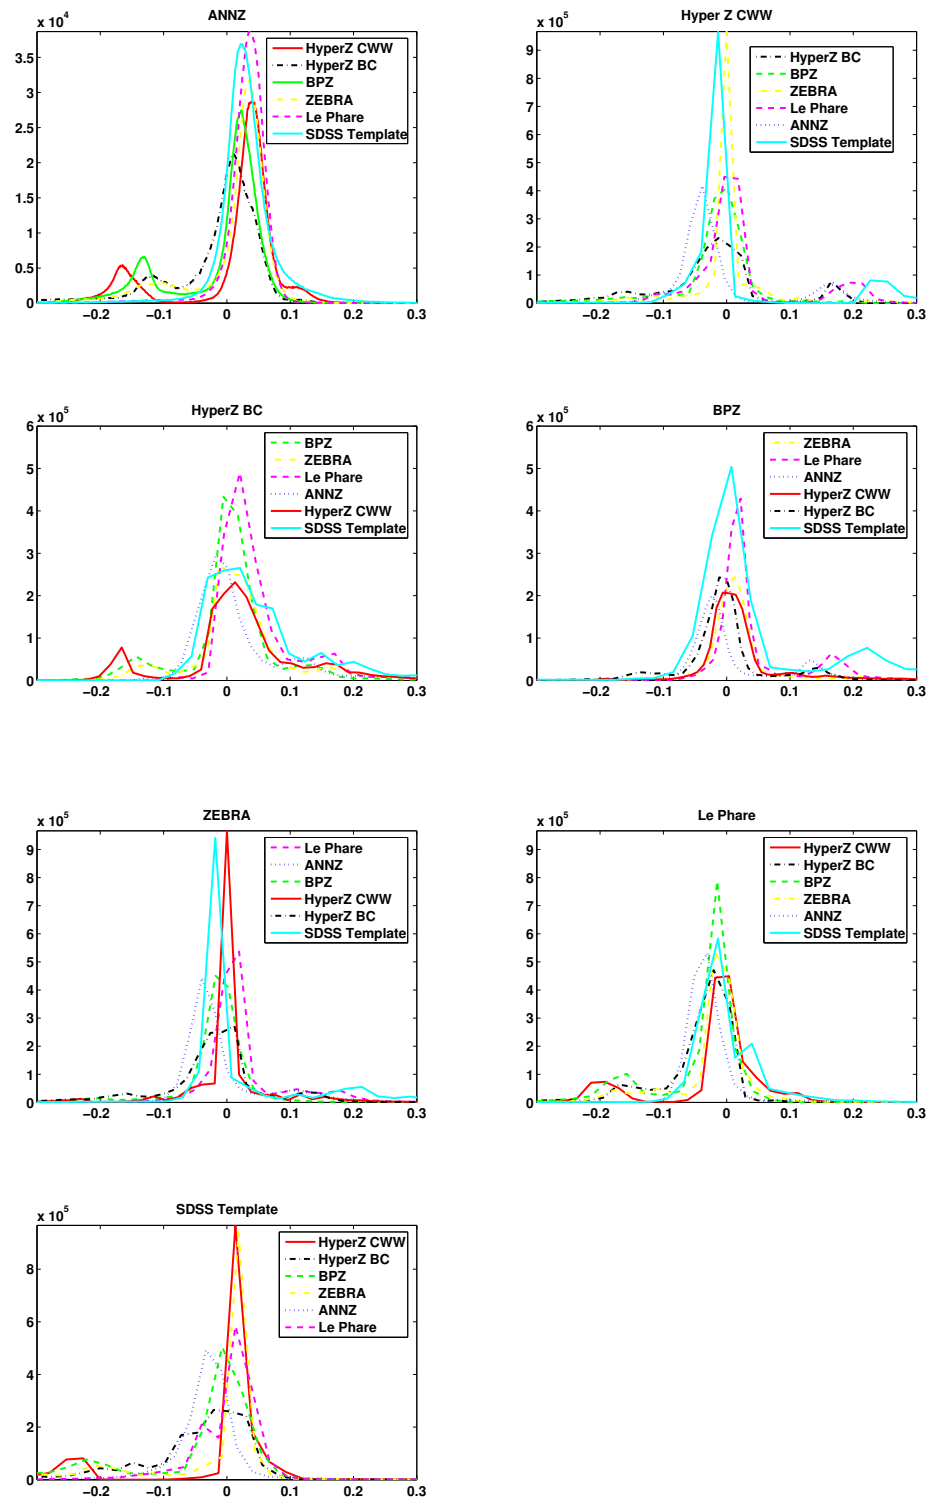 ANNZ
x 10^4
3.5
3
2.5
2
1.5
1
0.5
0
−0.2 −0.1 0 0.1 0.2 0.3
HyperZ CWW
HyperZ BC
BPZ
ZEBRA
Le Phare
SDSS Template
Hyper Z CWW
x 10^5
9
8
7
6
5
4
3
2
1
0
−0.2 −0.1 0 0.1 0.2 0.3
HyperZ BC
BPZ
ZEBRA
Le Phare
ANNZ
SDSS Template
HyperZ BC
x 10^5
6
5
4
3
2
1
0
−0.2 −0.1 0 0.1 0.2 0.3
BPZ
ZEBRA
Le Phare
ANNZ
HyperZ CWW
SDSS Template
BPZ
x 10^5
6
5
4
3
2
1
0
−0.2 −0.1 0 0.1 0.2 0.3
ZEBRA
Le Phare
ANNZ
HyperZ CWW
HyperZ BC
SDSS Template
ZEBRA
x 10^5
9
8
7
6
5
4
3
2
1
0
−0.2 −0.1 0 0.1 0.2 0.3
Le Phare
ANNZ
BPZ
HyperZ CWW
HyperZ BC
SDSS Template
Le Phare
x 10^5
9
8
7
6
5
4
3
2
1
0
−0.2 −0.1 0 0.1 0.2 0.3
HyperZ CWW
HyperZ BC
BPZ
ZEBRA
ANNZ
SDSS Template
SDSS Template
x 10^5
8
6
4
2
0
−0.2 −0.1 0 0.1 0.2 0.3
HyperZ CWW
HyperZ BC
BPZ
ZEBRA
ANNZ
Le Phare